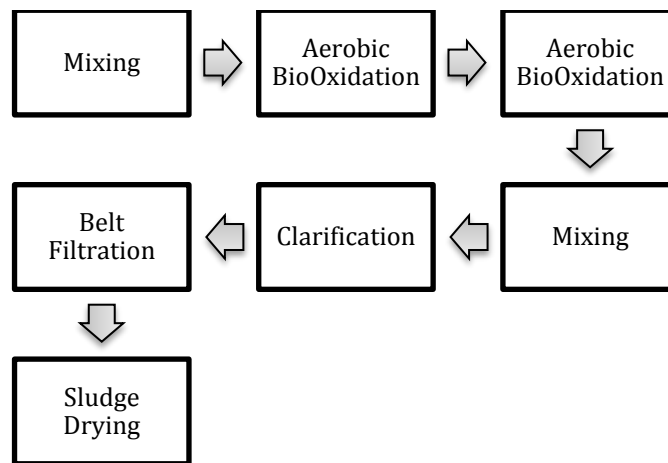 Mixing
Aerobic
BioOxidation
Aerobic
BioOxidation
Belt
Filtration
Clarification
Mixing
Sludge
Drying